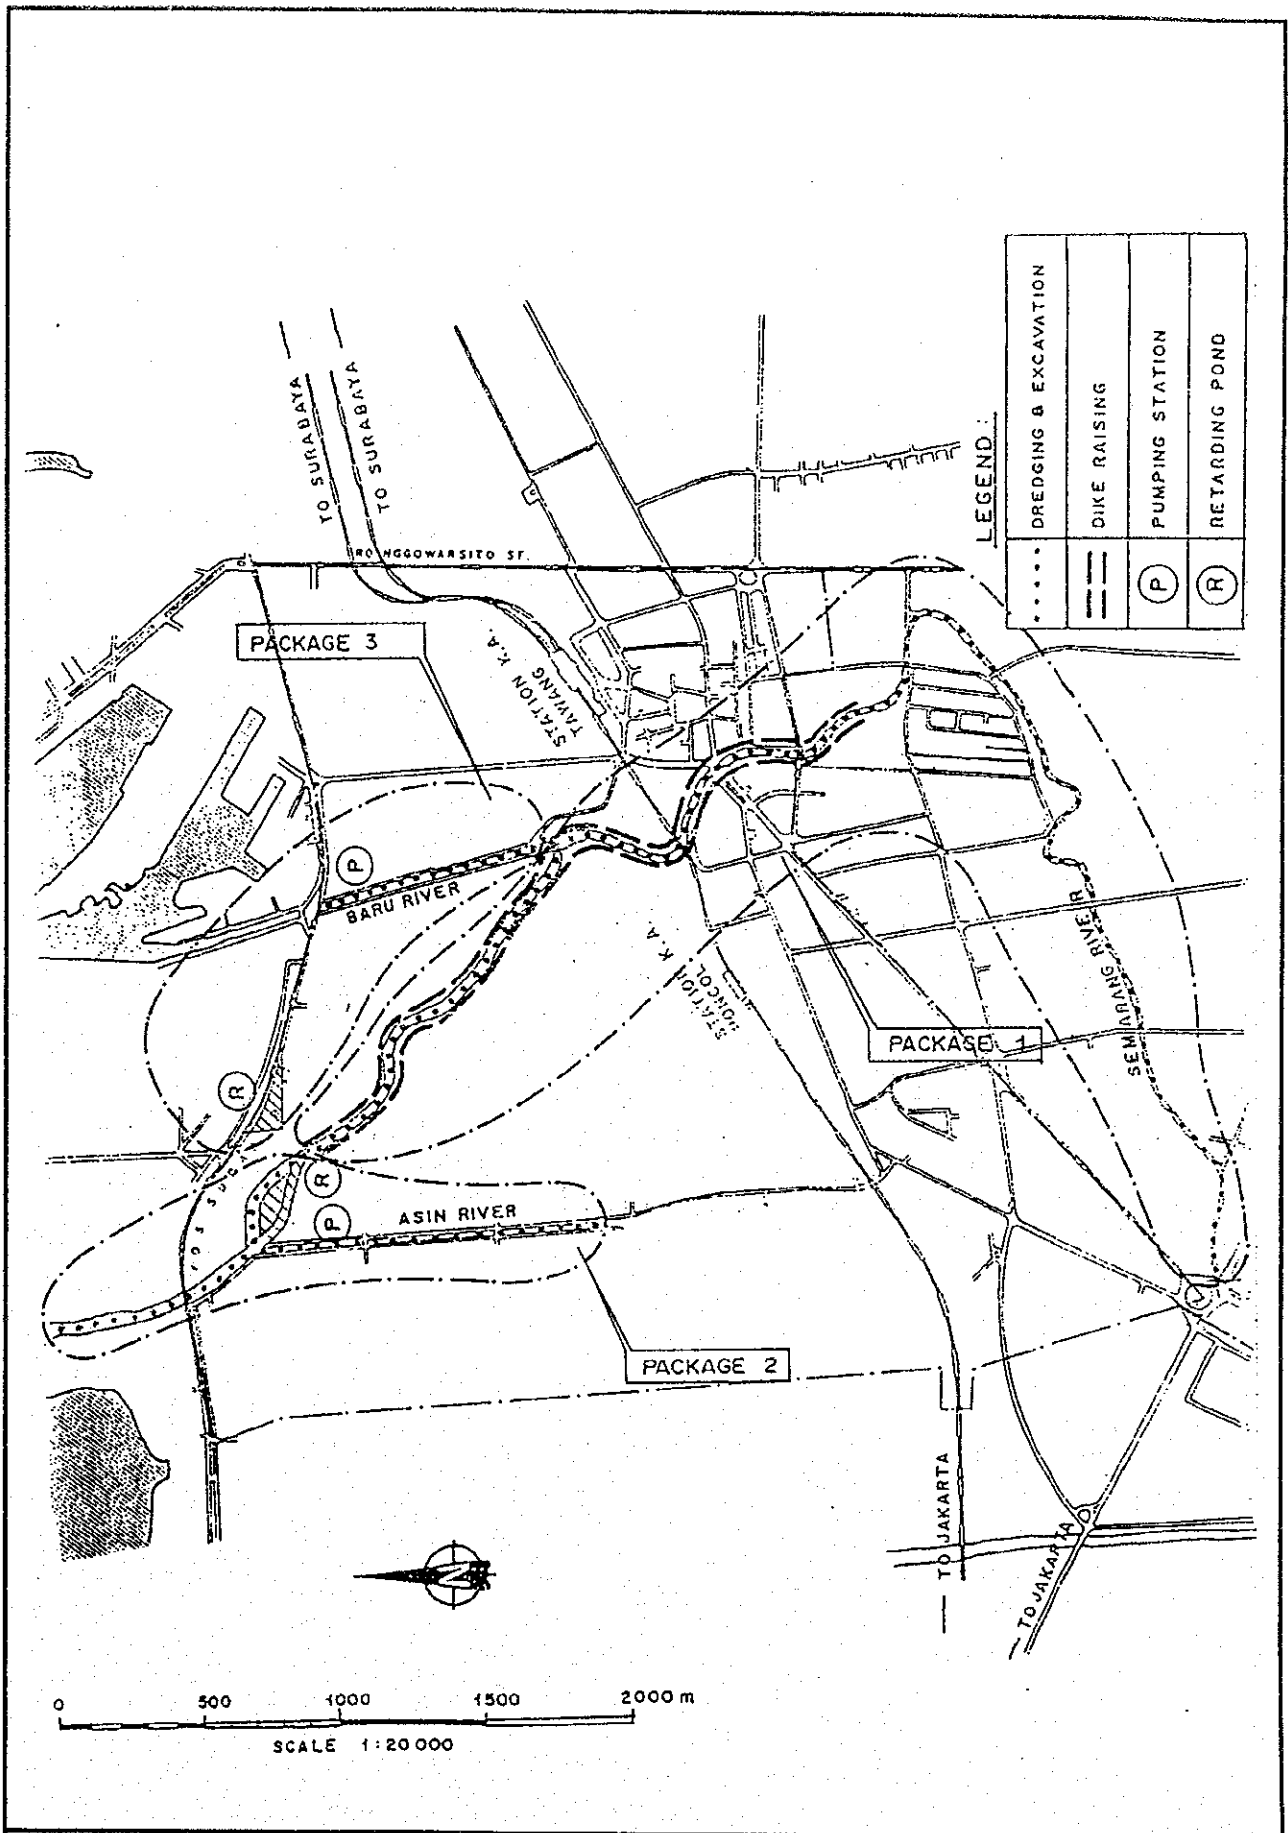 TO SURABAYA
TO SURABAYA
RONGGOWARSITO ST.
PACKAGE 3
STATION
TAWANG K.A.
P
BARU RIVER
R
R
P
ASIN RIVER
PACKAGE 2
STATION K.A.
PACKASE 1
SEMARANG RIVER
LEGEND :
DREDGING & EXCAVATION
DIKE RAISING
P
PUMPING STATION
R
RETARDING POND
TO JAKARTA
TO JAKARTA
0 500 1000 1500 2000 m
SCALE 1:20 000